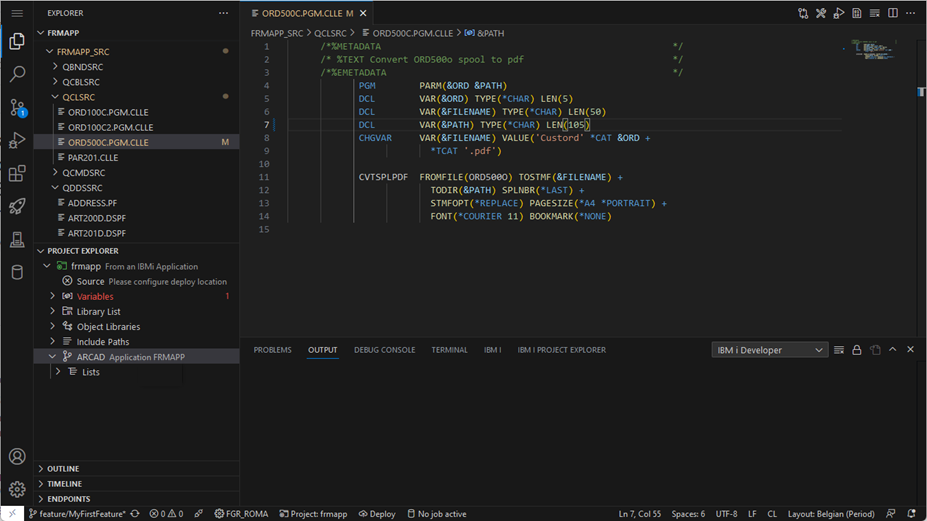 EXPLORER
FRMAPP
FRMAPP_SRC
QBNDSRC
QCBLSRC
QCLSRC
ORD100C.PGM.CLLE
ORD100C2.PGM.CLLE
ORD500C.PGM.CLLE M
PAR201.CLLE
QCMDSRC
QDDSSRC
ADDRESS.PF
ART200D.DSPF
ART201D.DSPF
PROJECT EXPLORER
frmapp From an IBMi Application
Source Please configure deploy location
Variables 1
Library List
Object Libraries
Include Paths
ARCAD Application FRMAPP
Lists
OUTLINE
TIMELINE
ENDPOINTS
1
ORD500C.PGM.CLLE M
FRMAPP_SRC > QCLSRC > ORD500C.PGM.CLLE > &PATH
1 /*%METADATA */
2 /* %TEXT Convert ORD500o spool to pdf */
3 /*%EMETADATA */
4 PGM PARM(&ORD &PATH)
5 DCL VAR(&ORD) TYPE(*CHAR) LEN(5)
6 DCL VAR(&FILENAME) TYPE(*CHAR) LEN(50)
7 DCL VAR(&PATH) TYPE(*CHAR) LEN(105)
8 CHGVAR VAR(&FILENAME) VALUE('Custord' *CAT &ORD +
9 *TCAT '.pdf')
10
11 CVTSPLPDF FROMFILE(ORD500O) TOSTMF(&FILENAME) +
12 TODIR(&PATH) SPLNBR(*LAST) +
13 STMFOPT(*REPLACE) PAGESIZE(*A4 *PORTRAIT) +
14 FONT(*COURIER 11) BOOKMARK(*NONE)
15
PROBLEMS OUTPUT DEBUG CONSOLE TERMINAL IBM I IBM I PROJECT EXPLORER IBM i Developer
feature/MyFirstFeature* 0 0 FGR_ROMA Project: frmapp Deploy No job active Ln 7, Col 55 Spaces: 6 UTF-8 LF CL Layout: Belgian (Period)